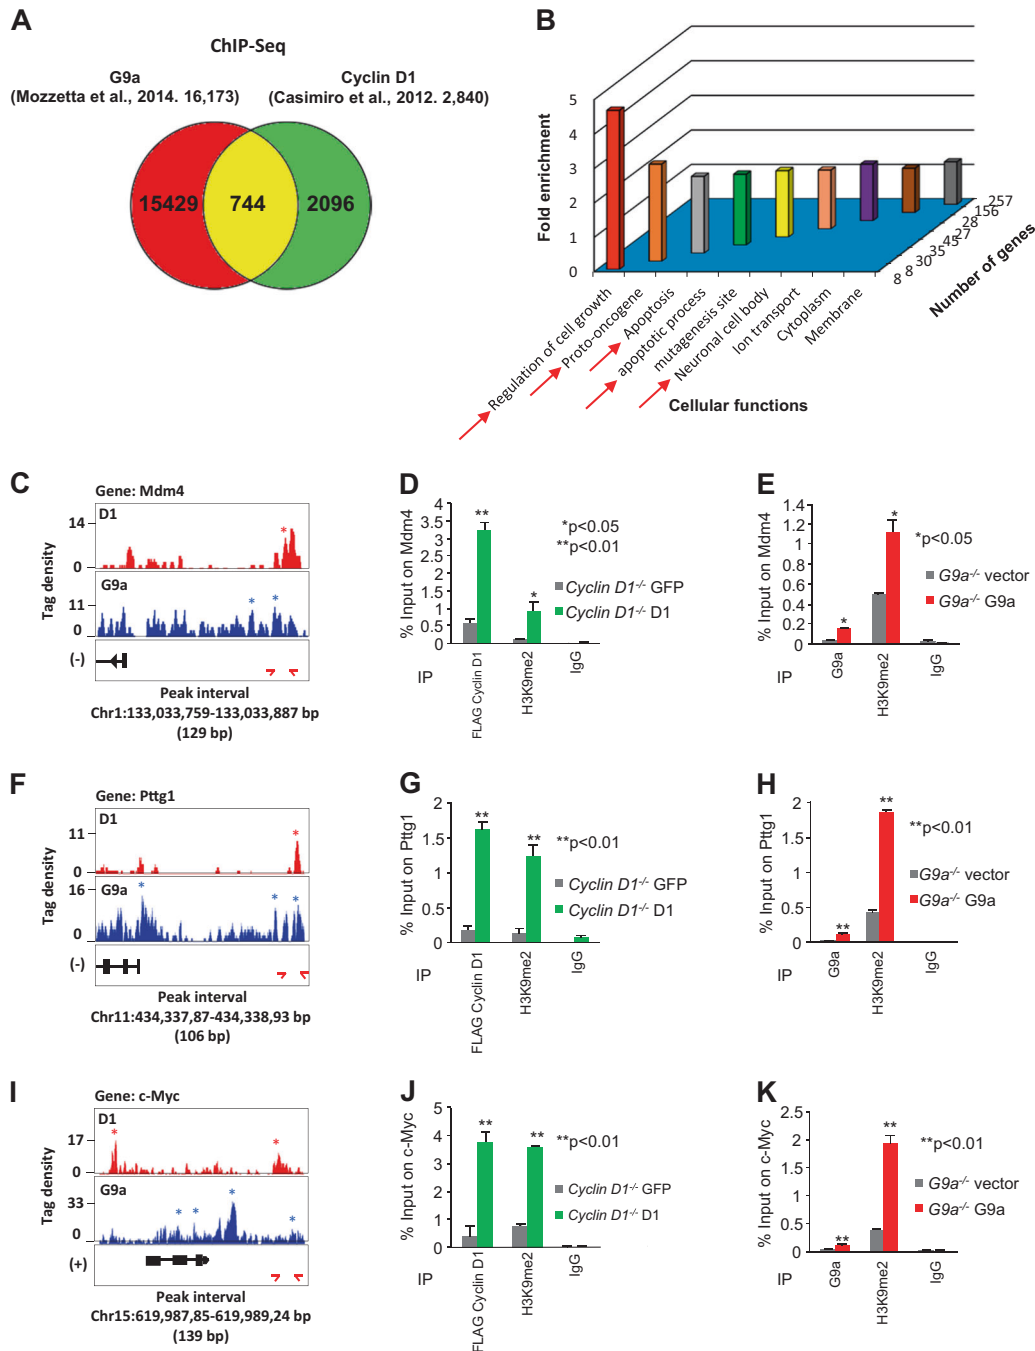 A
ChIP-Seq
G9a
(Mozzetta et al., 2014. 16,173)
Cyclin D1
(Casimiro et al., 2012. 2,840)
15429
744
2096
B
Fold enrichment
5
4
3
2
1
0
Regulation of cell growth
Proto-oncogene
Apoptosis
apoptotic process
mutagenesis site
Neuronal cell body
Ion transport
Cytoplasm
Membrane
Cellular functions
8
8
30
35
45
27
28
156
257
Number of genes
C
Gene: Mdm4
D1
14
0
*
G9a
11
0
* *
Tag density
(-)
Peak interval
Chr1:133,033,759-133,033,887 bp
(129 bp)
D
% Input on Mdm4
4
3.5
3
2.5
2
1.5
1
0.5
0
**
*
*p<0.05
**p<0.01
Cyclin D1-/- GFP
Cyclin D1-/- D1
IP
FLAG Cyclin D1
H3K9me2
IgG
E
% Input on Mdm4
1.4
1.2
1.0
0.8
0.6
0.4
0.2
0
*
*
*p<0.05
G9a-/- vector
G9a-/- G9a
IP
G9a
H3K9me2
IgG
F
Gene: Pttg1
D1
11
0
*
G9a
16
0
* * *
Tag density
(-)
Peak interval
Chr11:434,337,87-434,338,93 bp
(106 bp)
G
% Input on Pttg1
2
1.5
1
0.5
0
**
**
**p<0.01
Cyclin D1-/- GFP
Cyclin D1-/- D1
IP
FLAG Cyclin D1
H3K9me2
IgG
H
% Input on Pttg1
2
1.5
1
0.5
0
**
**
**p<0.01
G9a-/- vector
G9a-/- G9a
IP
G9a
H3K9me2
IgG
I
Gene: c-Myc
D1
17
0
* *
G9a
33
0
* * * *
Tag density
(+)
Peak interval
Chr15:619,987,85-619,989,24 bp
(139 bp)
J
% Input on c-Myc
5
4
3
2
1
0
**
**
**p<0.01
Cyclin D1-/- GFP
Cyclin D1-/- D1
IP
FLAG Cyclin D1
H3K9me2
IgG
K
% Input on c-Myc
2.5
2
1.5
1
0.5
0
**
**
**p<0.01
G9a-/- vector
G9a-/- G9a
IP
G9a
H3K9me2
IgG